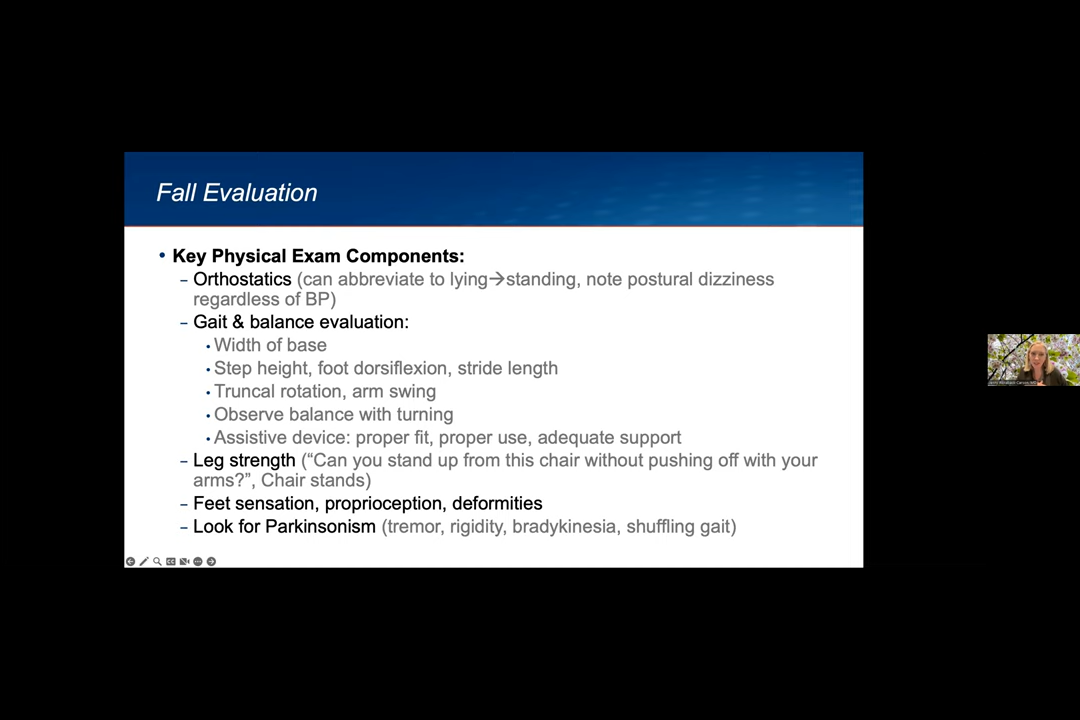 Fall Evaluation
• Key Physical Exam Components:
– Orthostatics (can abbreviate to lying→standing, note postural dizziness
regardless of BP)
– Gait & balance evaluation:
• Width of base
• Step height, foot dorsiflexion, stride length
• Truncal rotation, arm swing
• Observe balance with turning
• Assistive device: proper fit, proper use, adequate support
– Leg strength (“Can you stand up from this chair without pushing off with your
arms?”, Chair stands)
– Feet sensation, proprioception, deformities
– Look for Parkinsonism (tremor, rigidity, bradykinesia, shuffling gait)